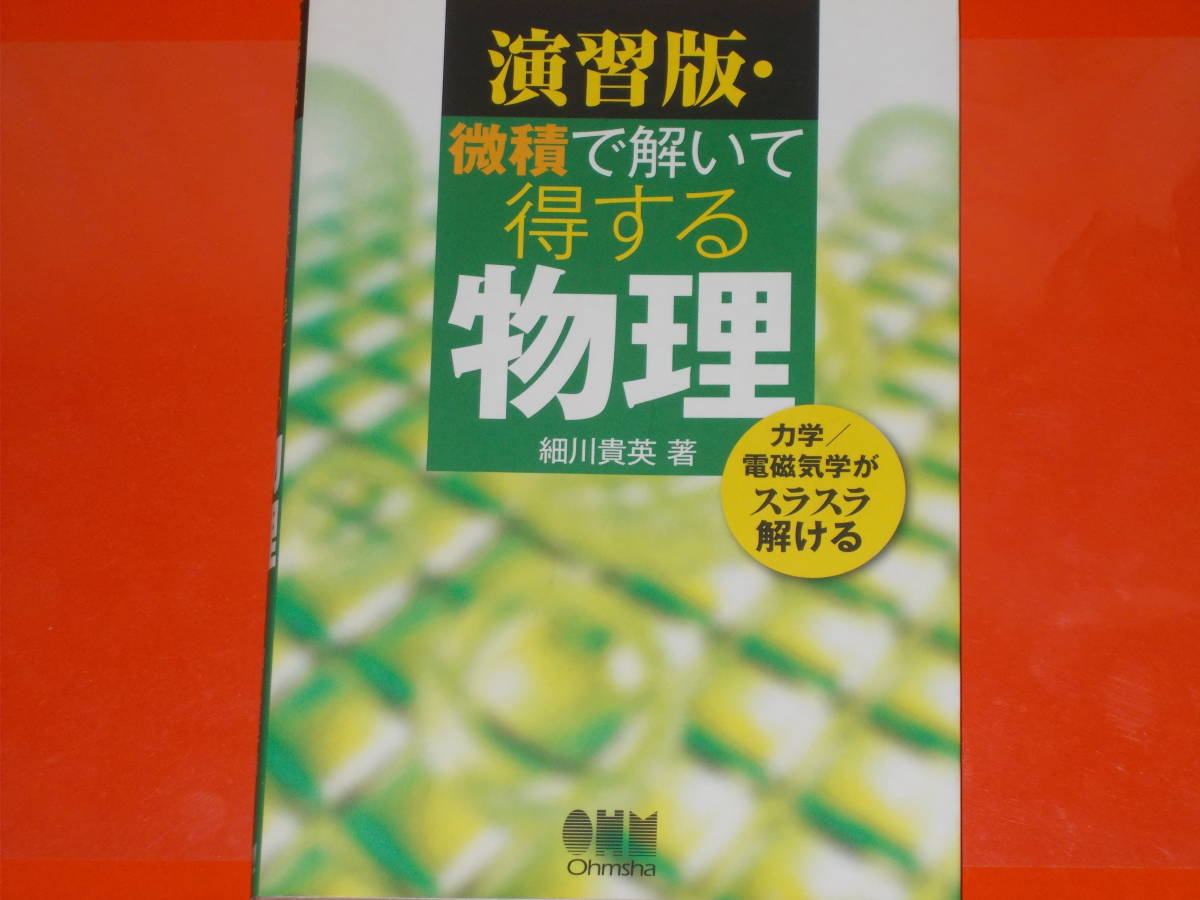 演習版・
微積で解いて
得する
物理
細川貴英 著
力学／
電磁気学が
スラスラ
解ける
OHM
Ohmsha